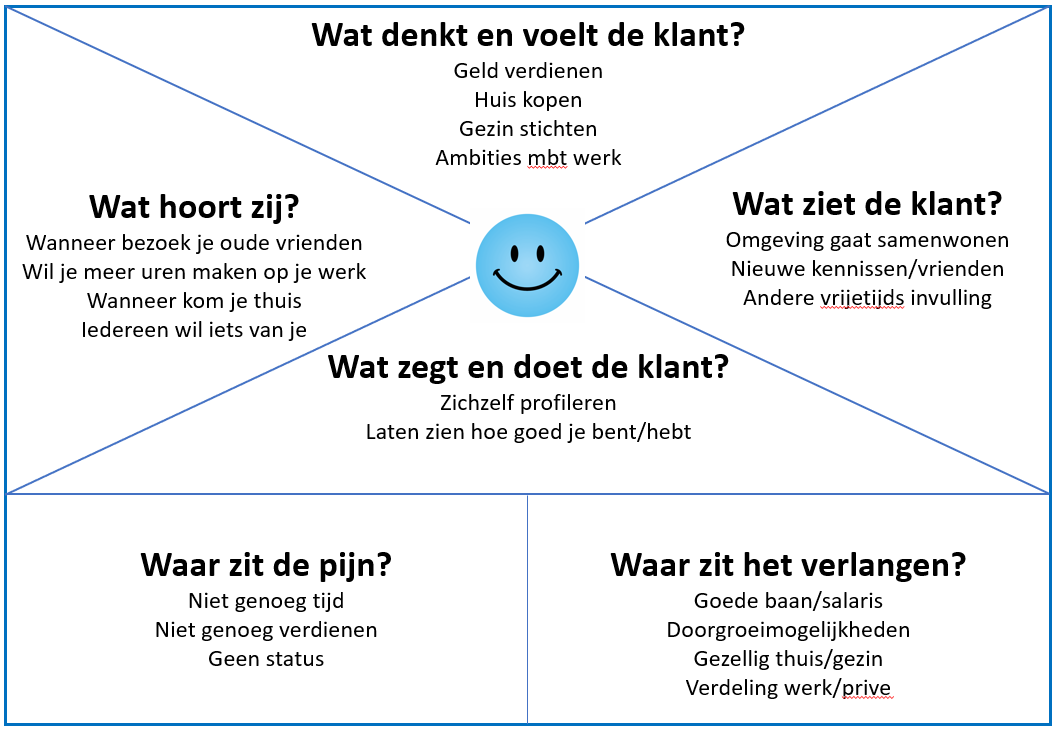 Wat denkt en voelt de klant?
Geld verdienen
Huis kopen
Gezin stichten
Ambities mbt werk
Wat hoort zij?
Wanneer bezoek je oude vrienden
Wil je meer uren maken op je werk
Wanneer kom je thuis
Iedereen wil iets van je
Wat ziet de klant?
Omgeving gaat samenwonen
Nieuwe kennissen/vrienden
Andere vrijetijds invulling
Wat zegt en doet de klant?
Zichzelf profileren
Laten zien hoe goed je bent/hebt
Waar zit de pijn?
Niet genoeg tijd
Niet genoeg verdienen
Geen status
Waar zit het verlangen?
Goede baan/salaris
Doorgroeimogelijkheden
Gezellig thuis/gezin
Verdeling werk/prive